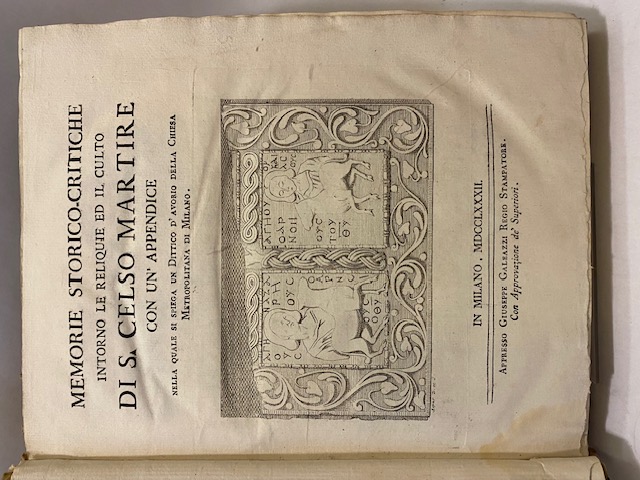 MEMORIE STORICO-CRITICHE
INTORNO LE RELIQUIE ED IL CULTO
DI S. CELSO MARTIRE
CON UN' APPENDICE
NELLA QUALE SI SPIEGA UN DITTICO D' AVORIO DELLA CHIESA
METROPOLITANA DI MILANO.
IN MILANO, MDCCLXXXII.
APPRESSO GIUSEPPE GALEAZZI REGIO STAMPATORE.
Con Approvazione de' Superiori.